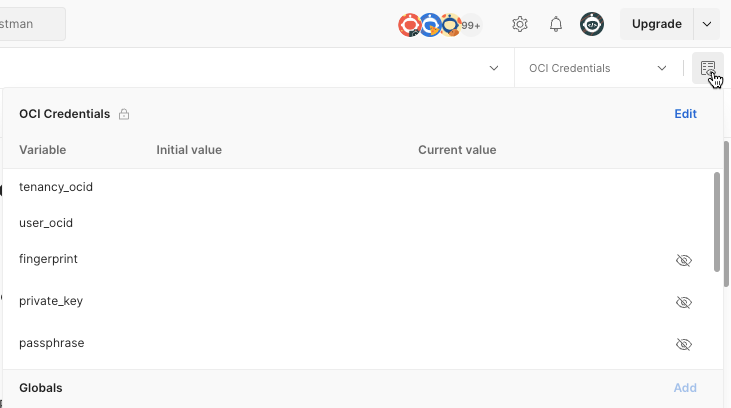 stman
99+
Upgrade
OCI Credentials
OCI Credentials
Edit
Variable Initial value Current value
tenancy_ocid
user_ocid
fingerprint
private_key
passphrase
Globals
Add